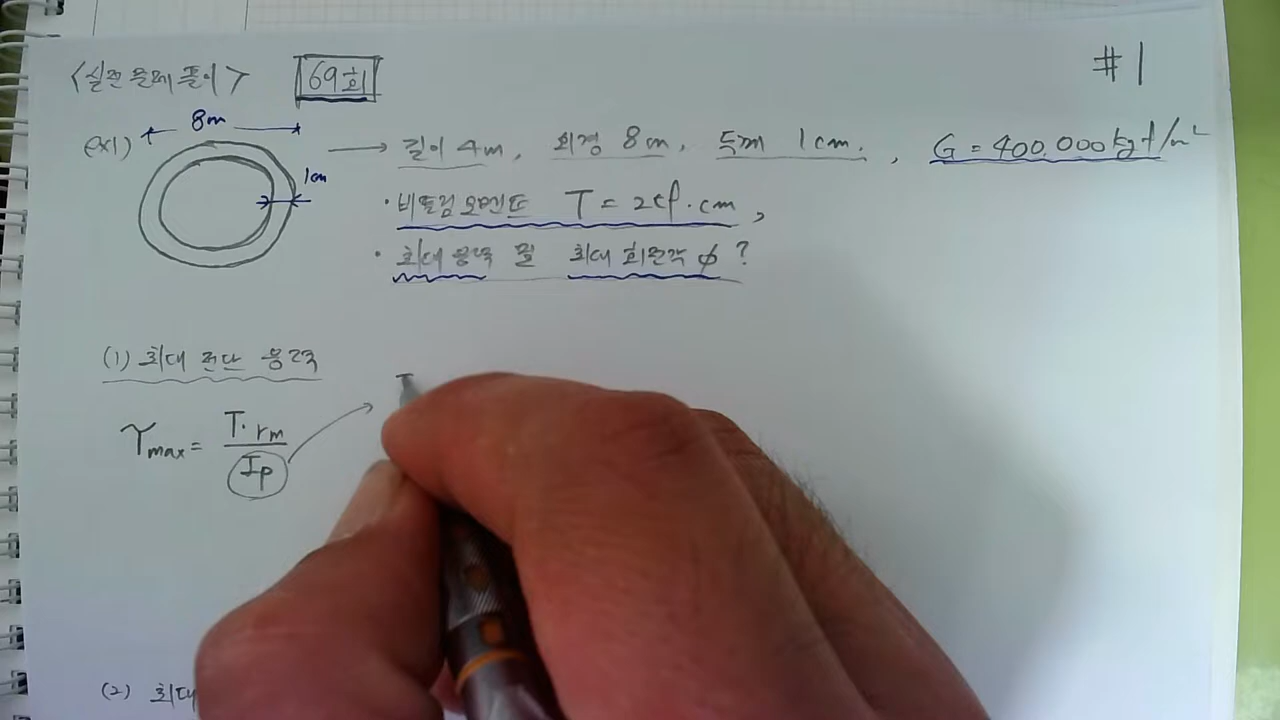 <실전 문제 풀이> 69회 #1
ex1) 8m 1cm → 길이 4m, 외경 8m, 두께 1cm, G = 400,000kgf/㎡
· 비토림모멘트 T = 2tf·cm,
· 최대 응력 및 최대 회전각 ϕ ?
(1) 최대 전단 응력
τmax = T·rm / Ip
(2) 최대